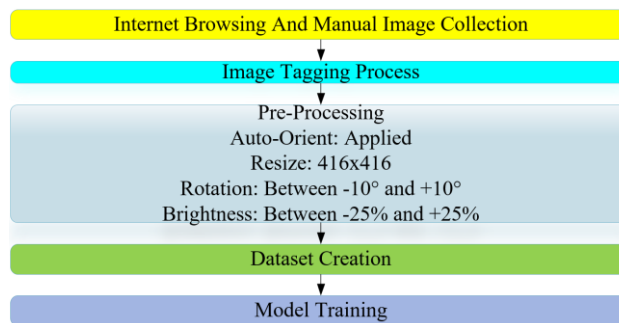 Internet Browsing And Manual Image Collection
Image Tagging Process
Pre-Processing
Auto-Orient: Applied
Resize: 416x416
Rotation: Between -10° and +10°
Brightness: Between -25% and +25%
Dataset Creation
Model Training